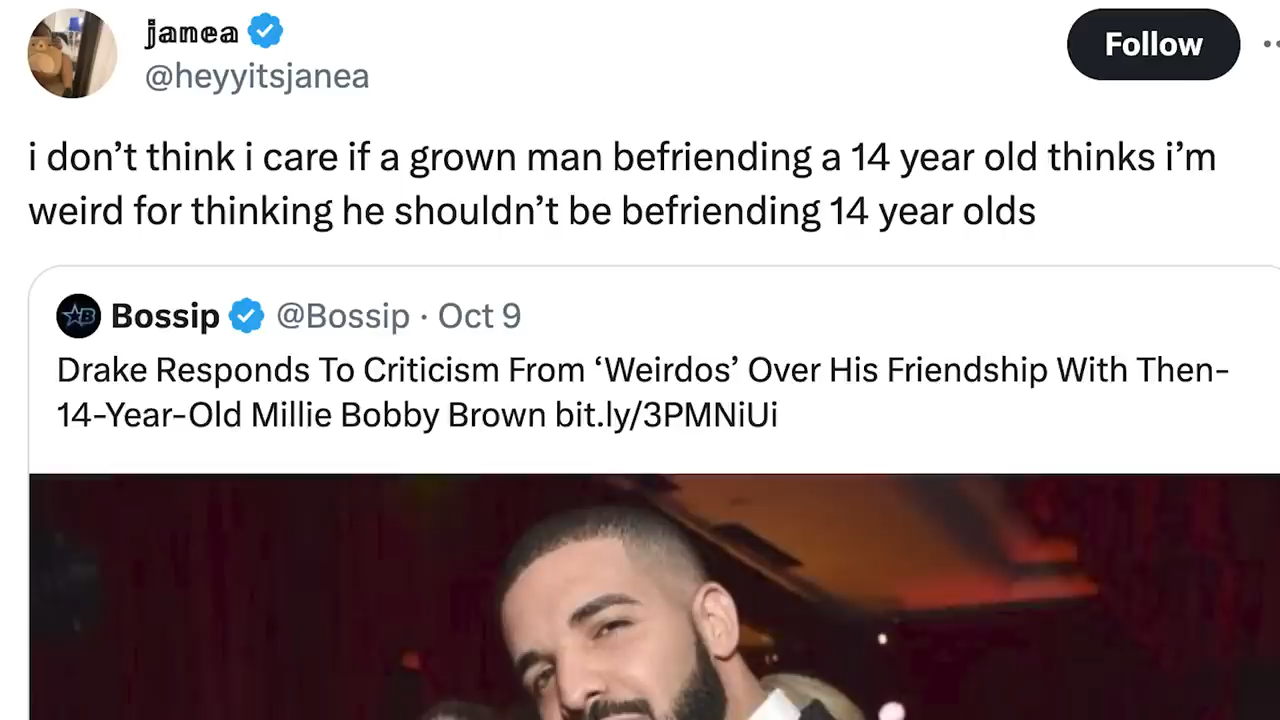 janea
@heyyitsjanea
Follow
i don’t think i care if a grown man befriending a 14 year old thinks i’m
weird for thinking he shouldn’t be befriending 14 year olds
Bossip @Bossip · Oct 9
Drake Responds To Criticism From ‘Weirdos’ Over His Friendship With Then-
14-Year-Old Millie Bobby Brown bit.ly/3PMNiUi